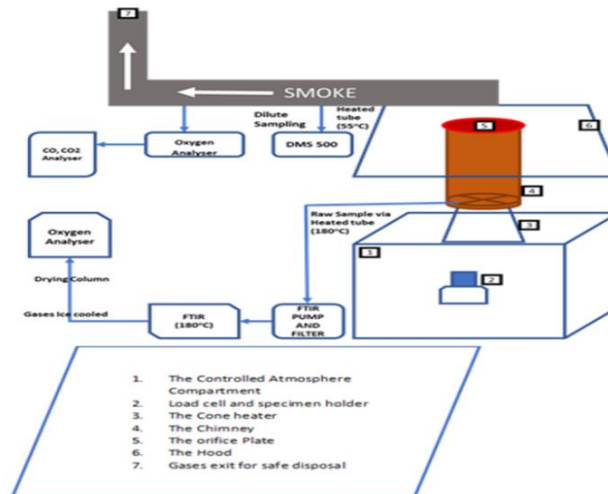 7
SMOKE
5
6
Dilute
Sampling
Heated
tube
(55°C)
CO, CO2
Analyser
Oxygen
Analyser
DMS 500
4
Raw Sample via
Heated tube
(180°C)
3
1
2
Oxygen
Analyser
Drying Column
Gases Ice cooled
FTIR
(180°C)
FTIR
PUMP
AND
FILTER
1. The Controlled Atmosphere
Compartment
2. Load cell and specimen holder
3. The Cone heater
4. The Chimney
5. The orifice Plate
6. The Hood
7. Gases exit for safe disposal